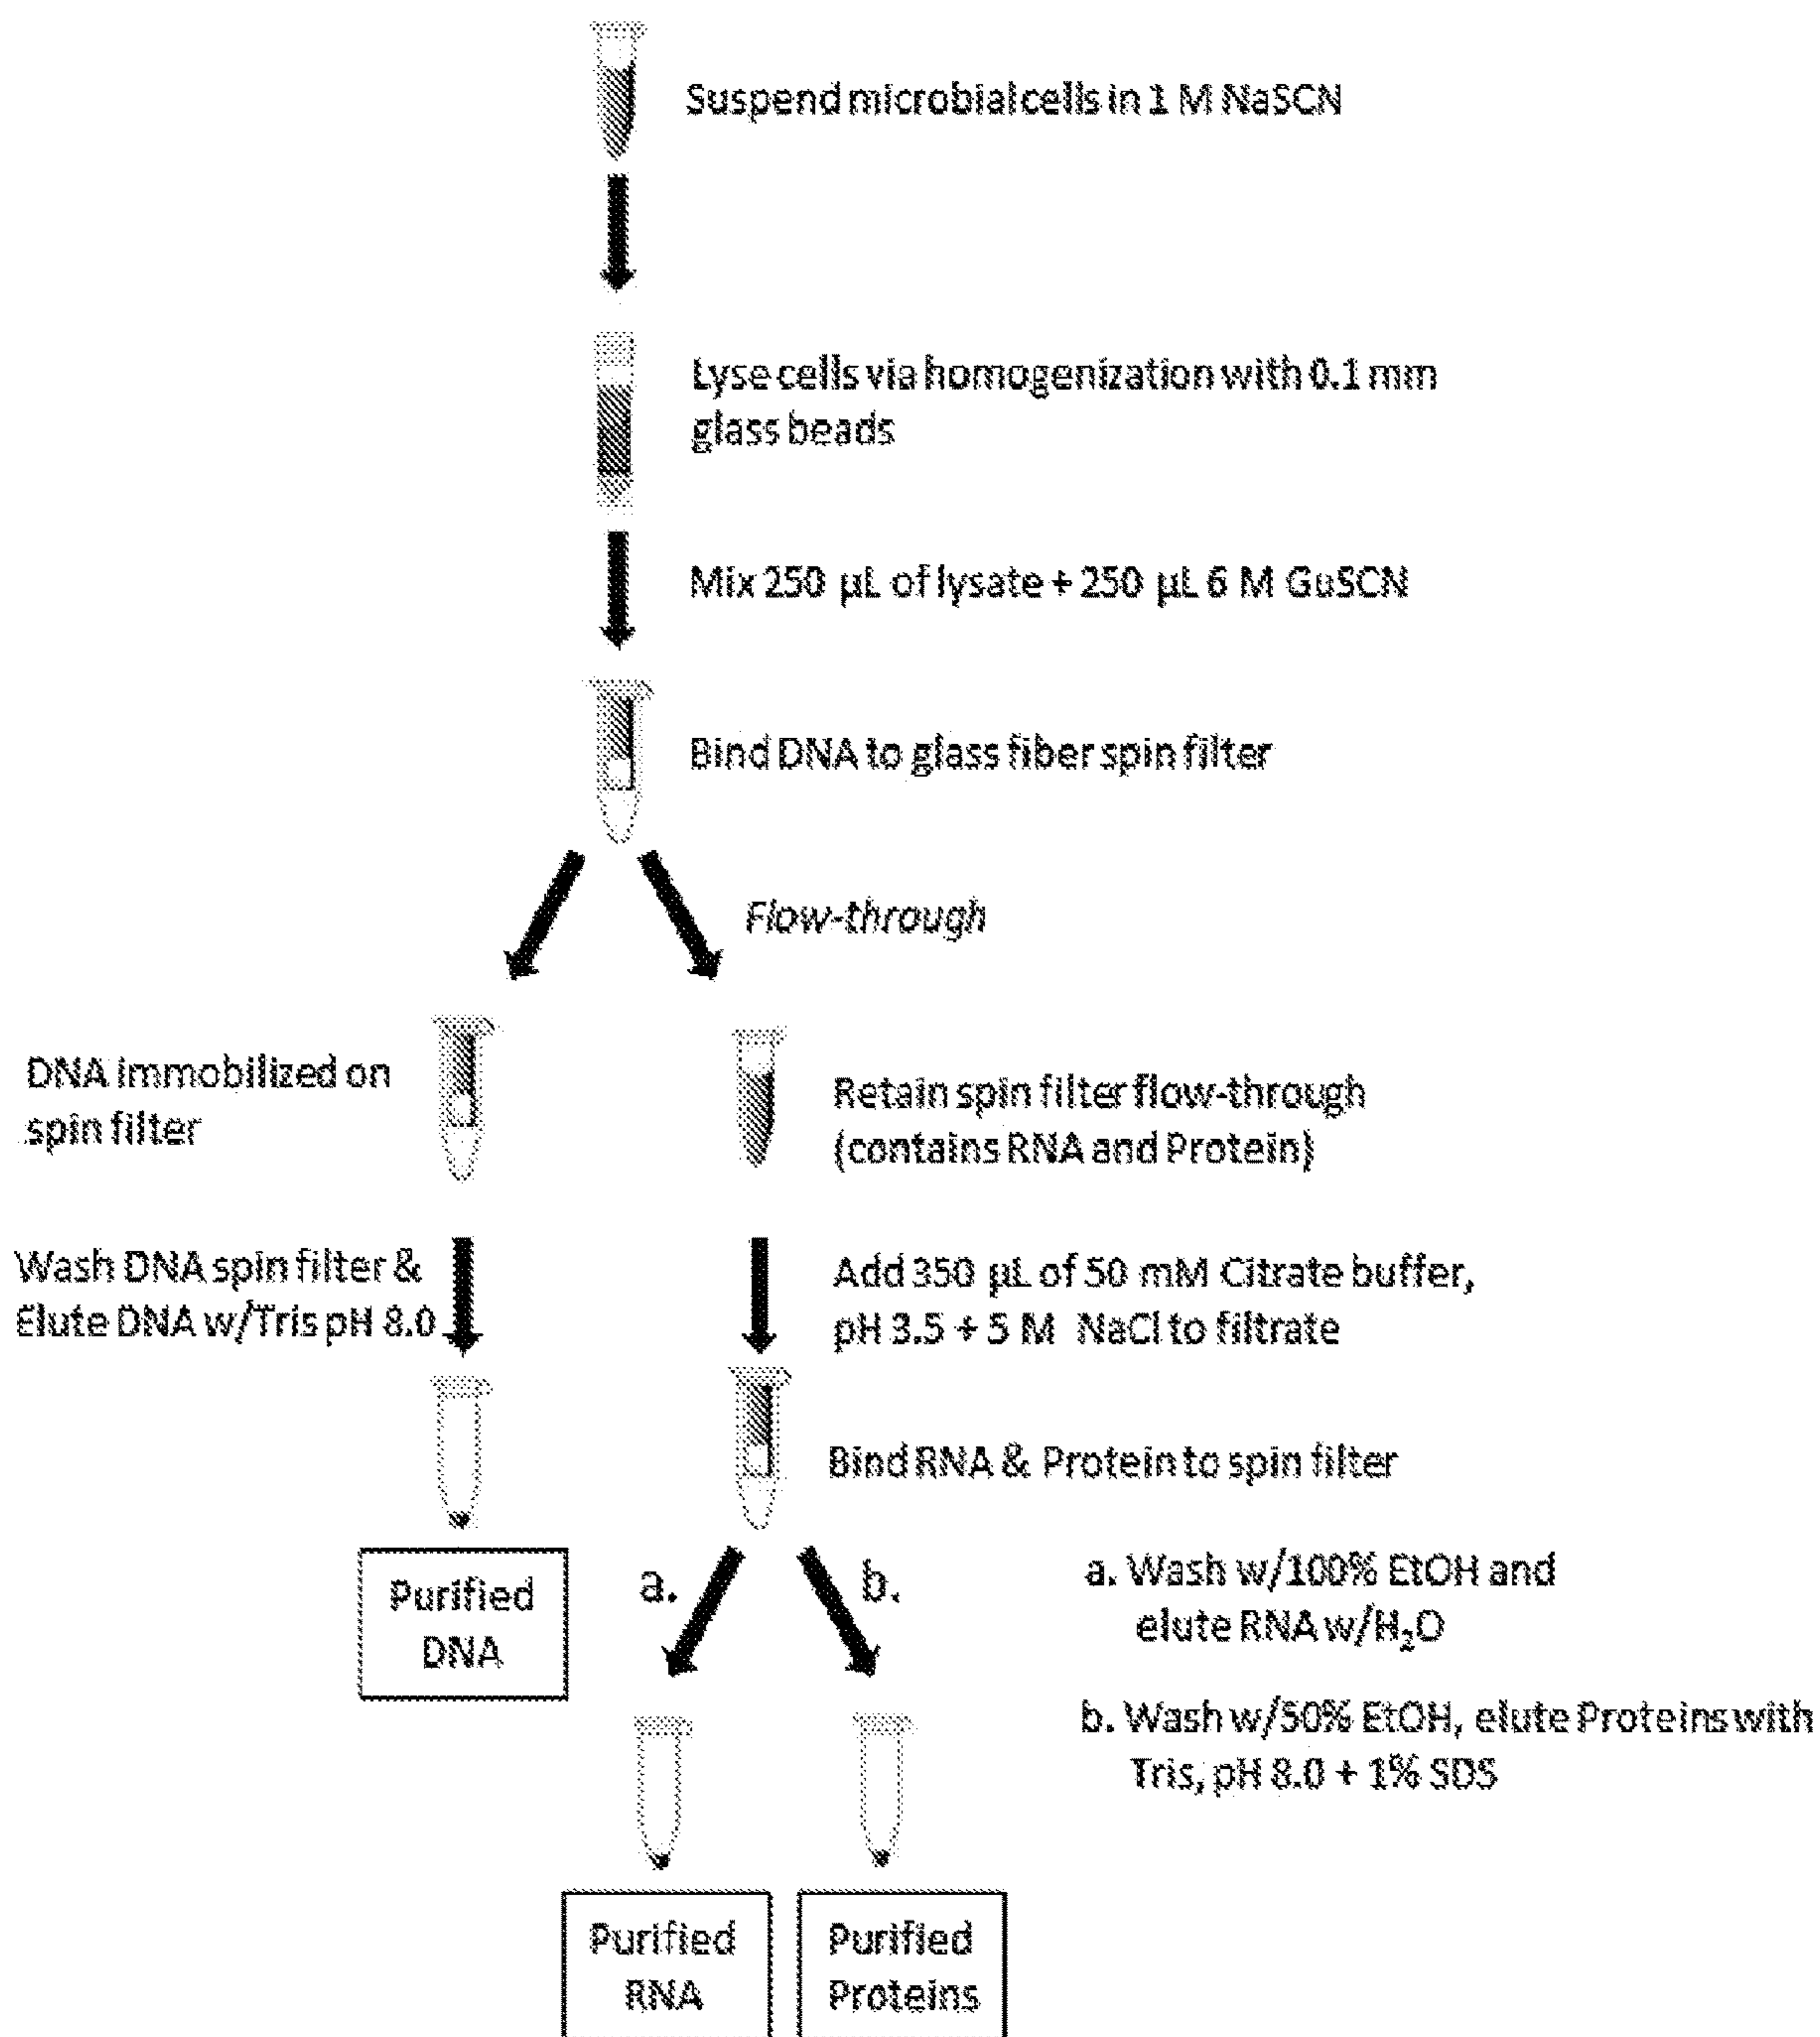 Suspend microbial cells in 1 M NaSCN
Lyse cells via homogenization with 0.1 mm
glass beads
Mix 250 µL of lysate + 250 µL 6 M GuSCN
Bind DNA to glass fiber spin filter
Flow-through
DNA immobilized on
spin filter
Retain spin filter flow-through
(contains RNA and Protein)
Wash DNA spin filter &
Elute DNA w/Tris pH 8.0
Add 350 µL of 50 mM Citrate buffer,
pH 3.5 + 5 M NaCl to filtrate
Bind RNA & Protein to spin filter
Purified
DNA
a.
b.
a. Wash w/100% EtOH and
elute RNA w/H₂O
b. Wash w/50% EtOH, elute Proteins with
Tris, pH 8.0 + 1% SDS
Purified
RNA
Purified
Proteins